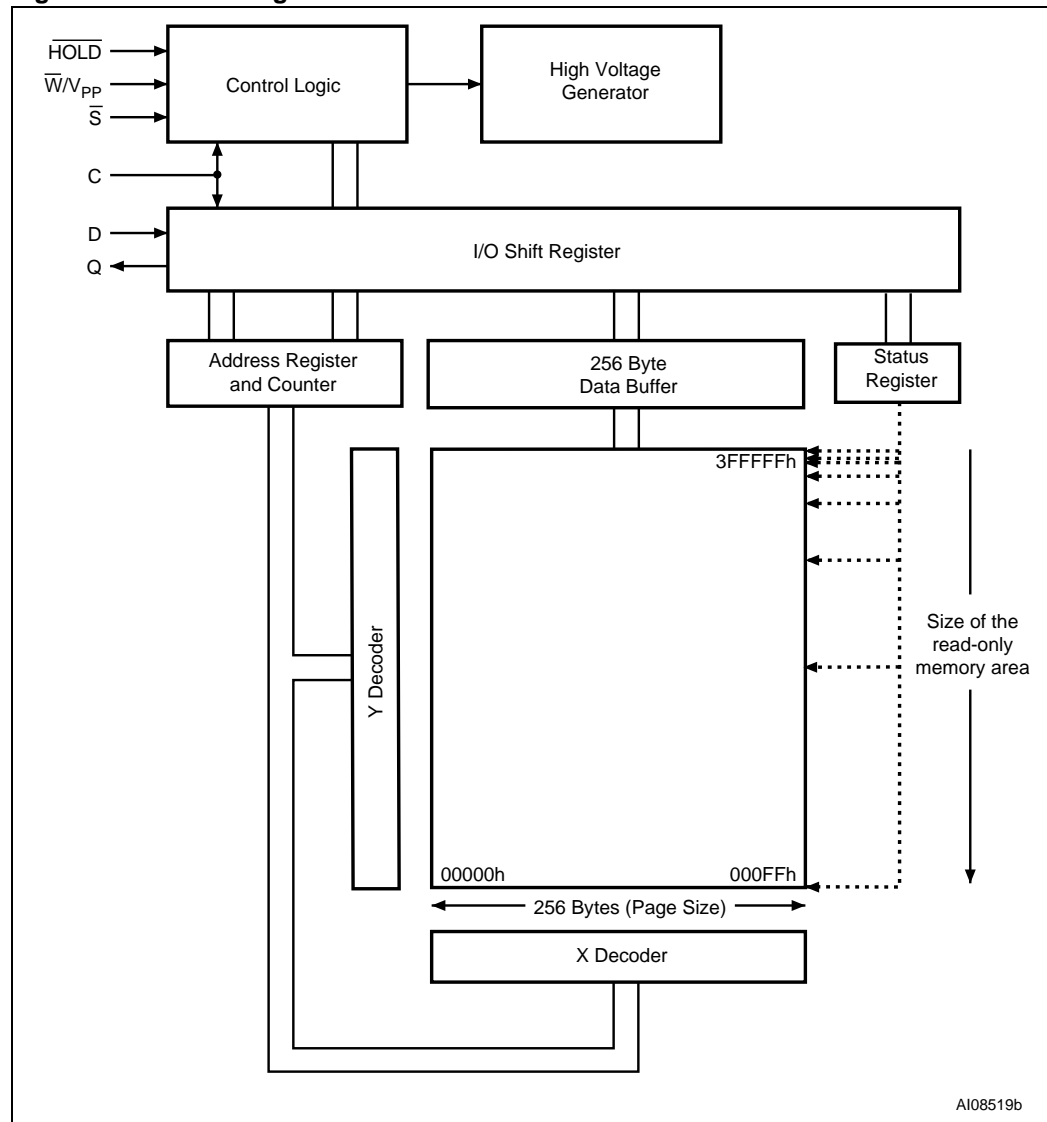 H̅O̅L̅D̅
W̅/VPP
S̅
C
D
Q
Control Logic
High Voltage
Generator
I/O Shift Register
Address Register
and Counter
256 Byte
Data Buffer
Status
Register
3FFFFFh
Y Decoder
Size of the
read-only
memory area
00000h
000FFh
256 Bytes (Page Size)
X Decoder
AI08519b